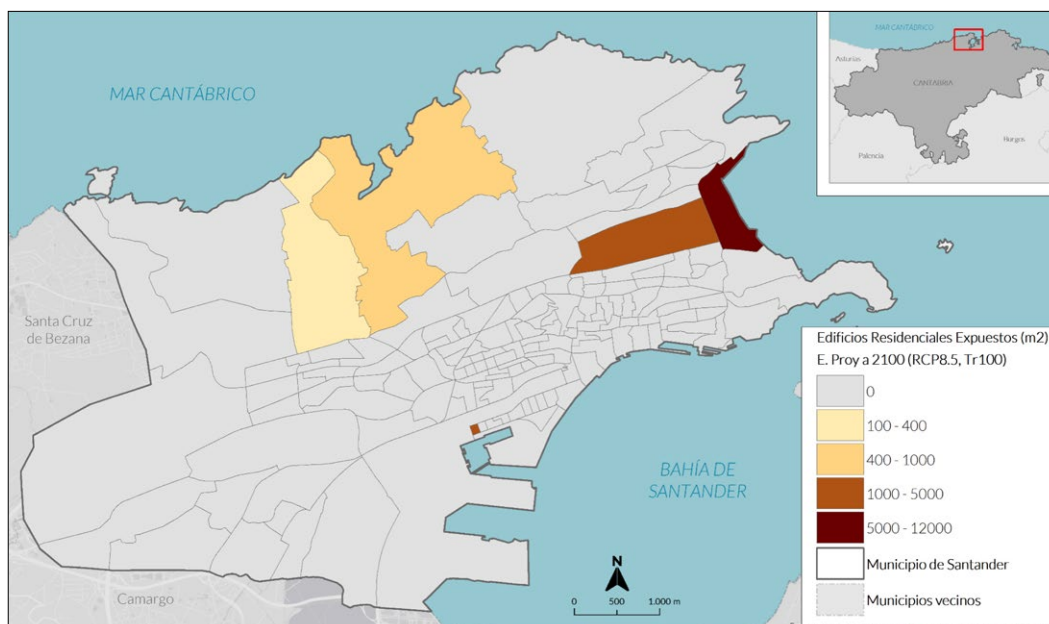 MAR CANTÁBRICO
MAR CANTÁBRICO
Asturias
CANTABRIA
Burgos
Palencia
Santa Cruz
de Bezana
Edificios Residenciales Expuestos (m2)
E. Proy a 2100 (RCP8.5, Tr100)
0
100 - 400
400 - 1000
1000 - 5000
5000 - 12000
Municipio de Santander
Municipios vecinos
BAHÍA DE
SANTANDER
Camargo
N
0 500 1.000 m